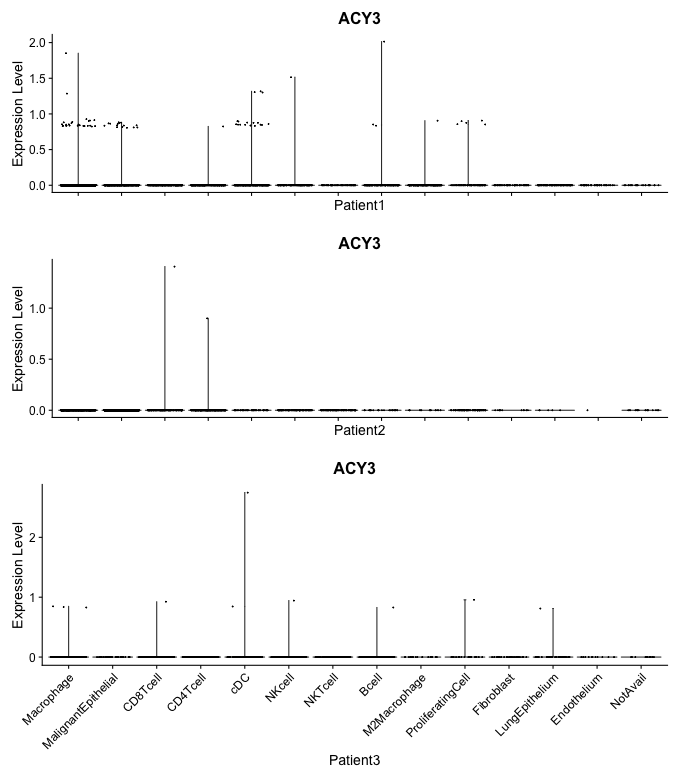 ACY3
Expression Level
2.0
1.5
1.0
0.5
0.0
Patient1
ACY3
Expression Level
1.0
0.5
0.0
Patient2
ACY3
Expression Level
2
1
0
Macrophage
MalignantEpithelial
CD8Tcell
CD4Tcell
cDC
NKcell
NKTcell
Bcell
M2Macrophage
ProliferatingCell
Fibroblast
LungEpithelium
Endothelium
NotAvail
Patient3